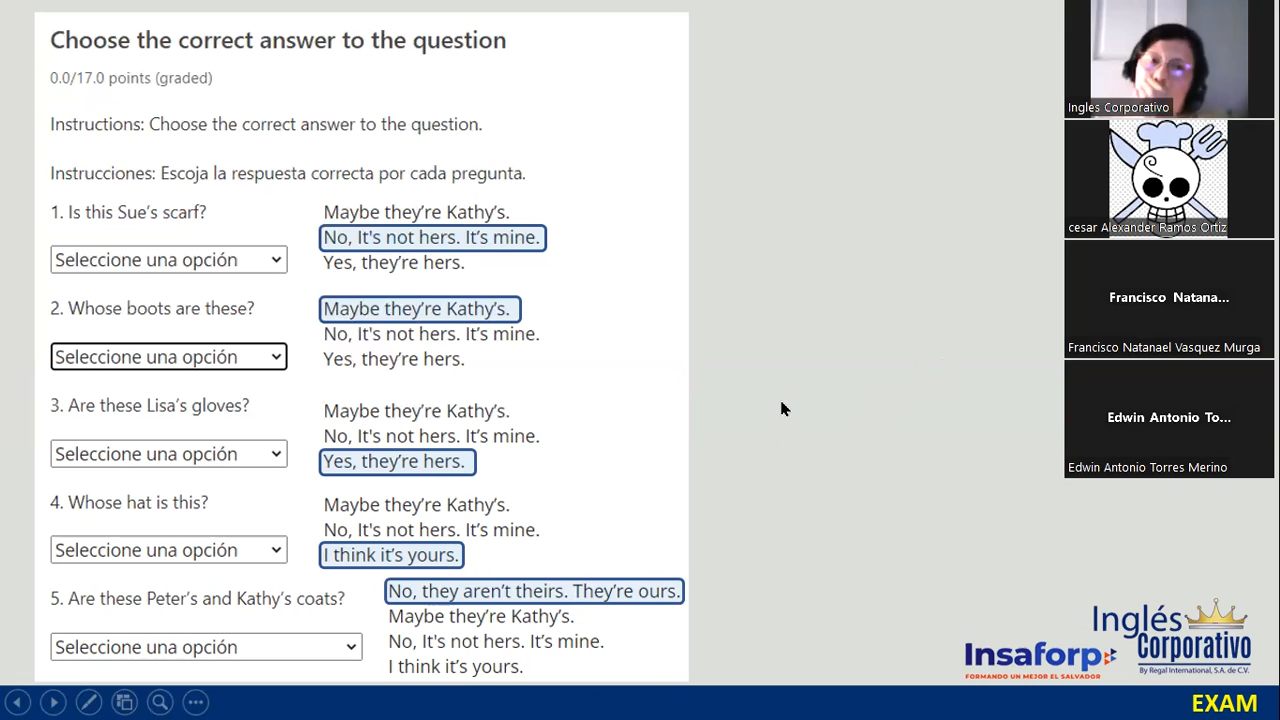 Choose the correct answer to the question
0.0/17.0 points (graded)
Instructions: Choose the correct answer to the question.
Instrucciones: Escoja la respuesta correcta por cada pregunta.
1. Is this Sue's scarf?
Maybe they're Kathy's.
No, It's not hers. It's mine.
Yes, they're hers.
Seleccione una opción
2. Whose boots are these?
Maybe they're Kathy's.
No, It's not hers. It's mine.
Yes, they're hers.
Seleccione una opción
3. Are these Lisa's gloves?
Maybe they're Kathy's.
No, It's not hers. It's mine.
Yes, they're hers.
Seleccione una opción
4. Whose hat is this?
Maybe they're Kathy's.
No, It's not hers. It's mine.
I think it's yours.
Seleccione una opción
5. Are these Peter's and Kathy's coats?
No, they aren't theirs. They're ours.
Maybe they're Kathy's.
No, It's not hers. It's mine.
I think it's yours.
Seleccione una opción
Ingles Corporativo
cesar Alexander Ramos Ortiz
Francisco Natana...
Francisco Natanael Vasquez Murga
Edwin Antonio To...
Edwin Antonio Torres Merino
Insaforp
FORMANDO UN MEJOR EL SALVADOR
Inglés
Corporativo
By Regal International, S.A. de C.V.
EXAM